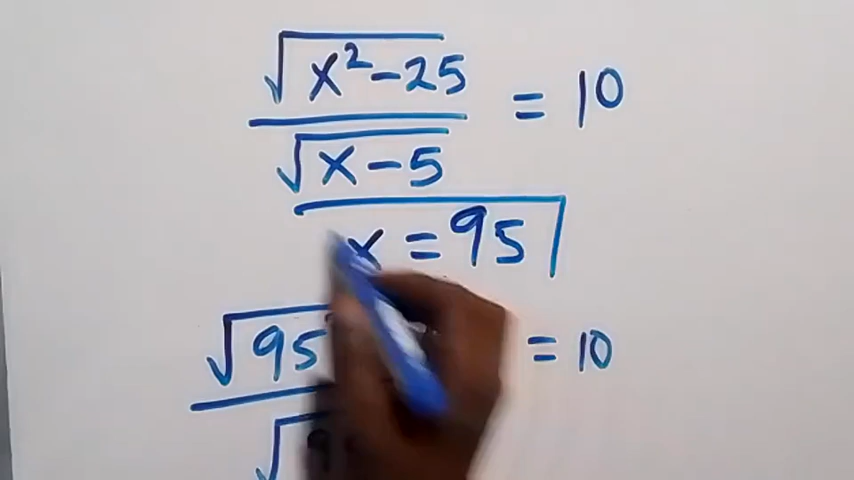 √x²-25 / √x-5 = 10
x = 95
√95 = 10